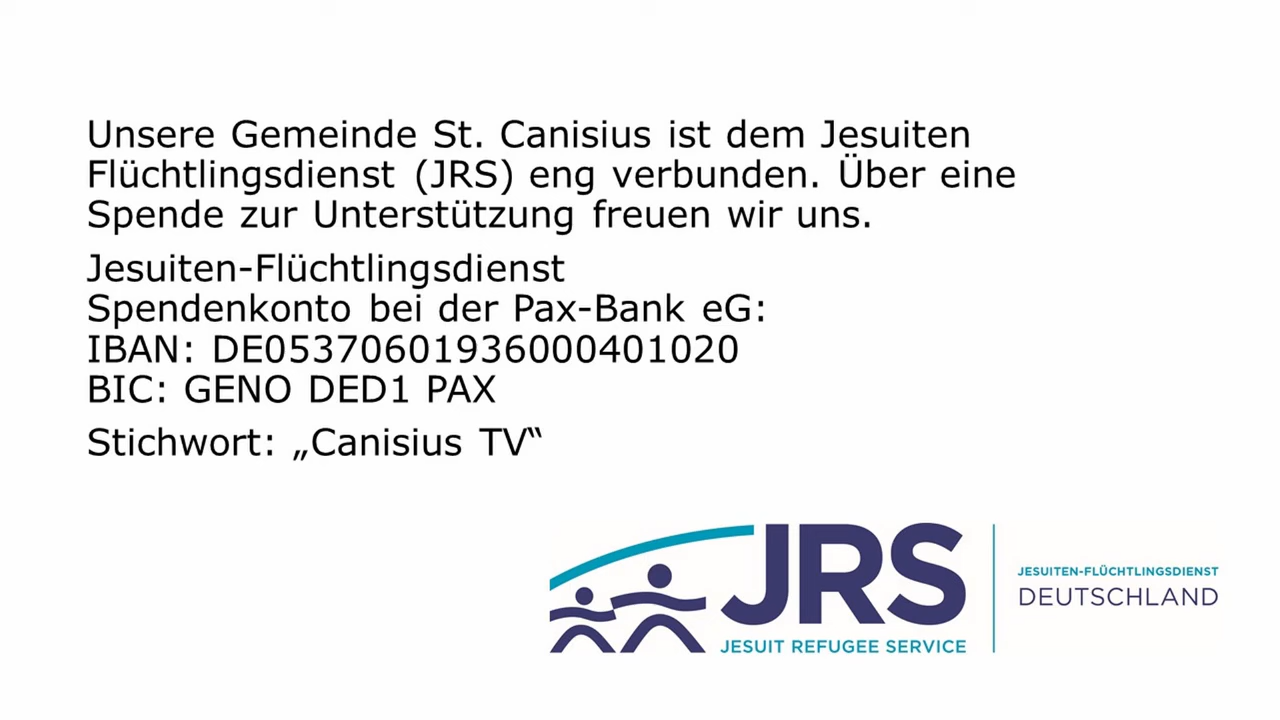 Unsere Gemeinde St. Canisius ist dem Jesuiten
Flüchtlingsdienst (JRS) eng verbunden. Über eine
Spende zur Unterstützung freuen wir uns.
Jesuiten-Flüchtlingsdienst
Spendenkonto bei der Pax-Bank eG:
IBAN: DE05370601936000401020
BIC: GENO DED1 PAX
Stichwort: „Canisius TV“
JRS
JESUIT REFUGEE SERVICE
JESUITEN-FLÜCHTLINGSDIENST
DEUTSCHLAND